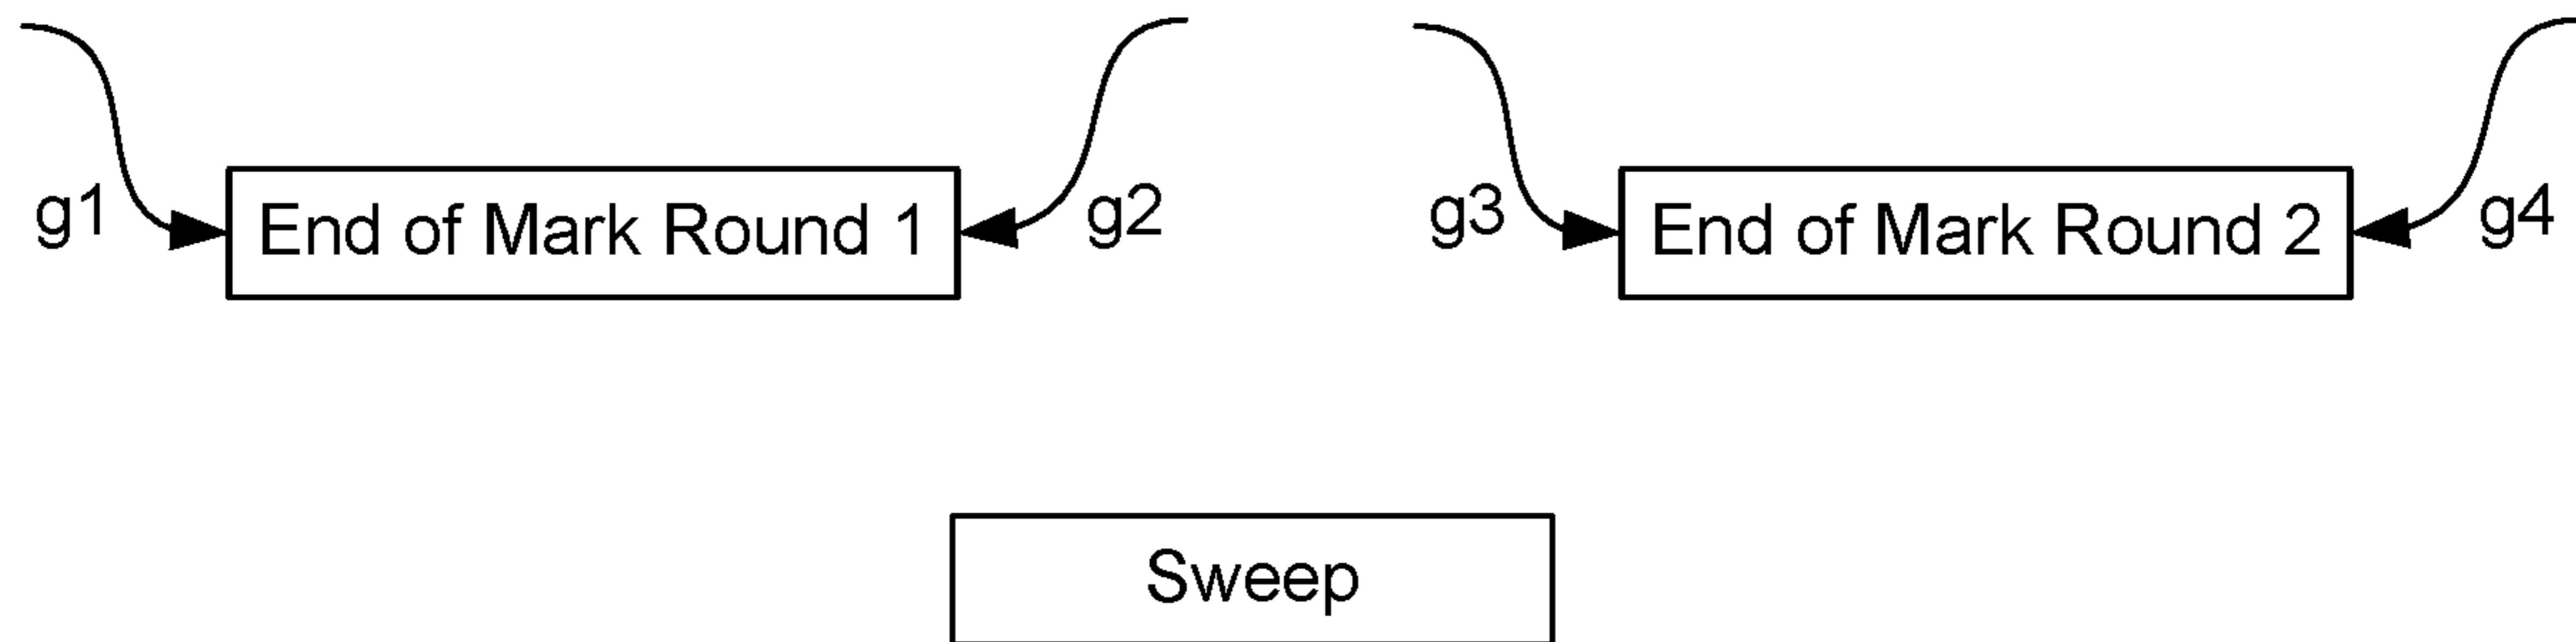 g1
End of Mark Round 1
g2
g3
End of Mark Round 2
g4
Sweep